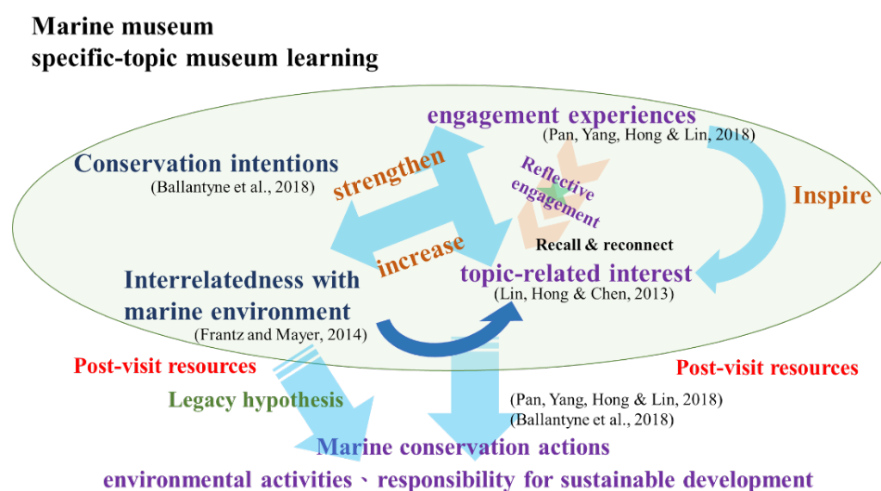 Marine museum
specific-topic museum learning
engagement experiences
(Pan, Yang, Hong & Lin, 2018)
Conservation intentions
(Ballantyne et al., 2018)
strengthen
Reflective
engagement
Inspire
increase
Recall & reconnect
Interrelatedness with
marine environment
(Frantz and Mayer, 2014)
topic-related interest
(Lin, Hong & Chen, 2013)
Post-visit resources
Post-visit resources
Legacy hypothesis
(Pan, Yang, Hong & Lin, 2018)
(Ballantyne et al., 2018)
Marine conservation actions
environmental activities、responsibility for sustainable development